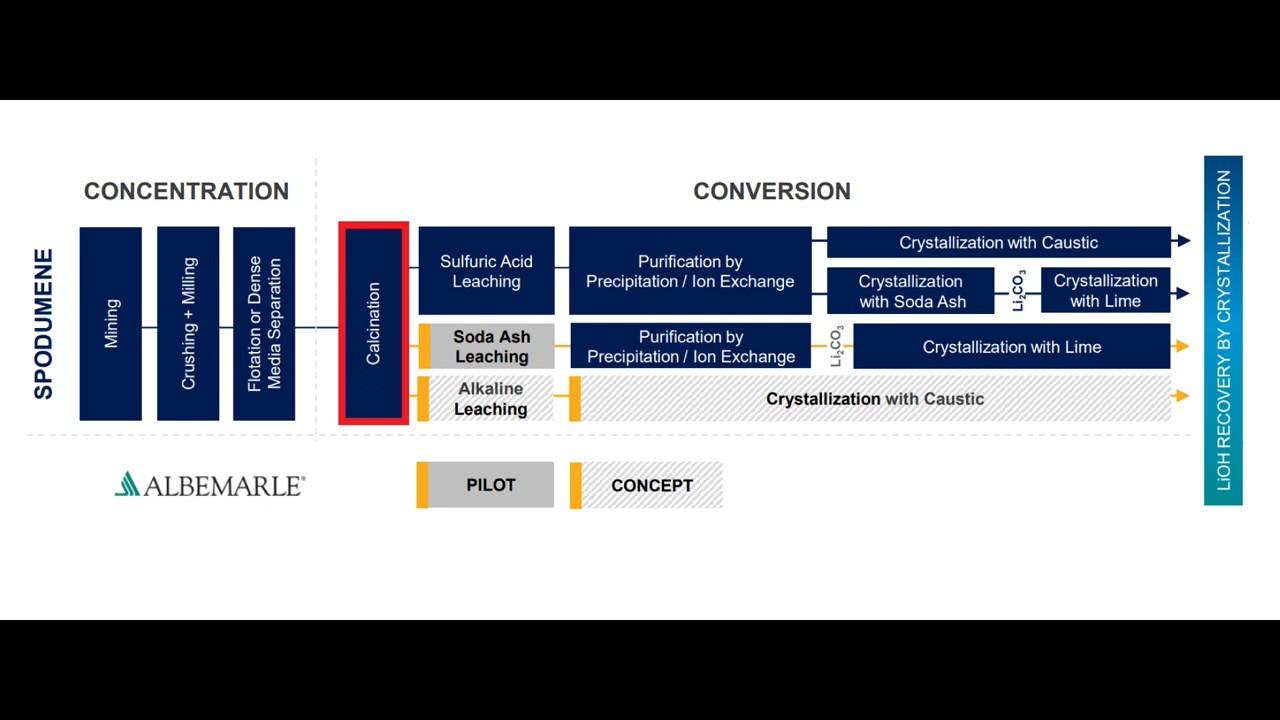 CONCENTRATION
CONVERSION
SPODUMENE
Mining
Crushing + Milling
Flotation or Dense
Media Separation
Calcination
Sulfuric Acid
Leaching
Purification by
Precipitation / Ion Exchange
Crystallization with Caustic
Crystallization
with Soda Ash
Li₂CO₃
Crystallization
with Lime
Soda Ash
Leaching
Purification by
Precipitation / Ion Exchange
Li₂CO₃
Crystallization with Lime
Alkaline
Leaching
Crystallization with Caustic
LiOH RECOVERY BY CRYSTALLIZATION
ALBEMARLE®
PILOT
CONCEPT